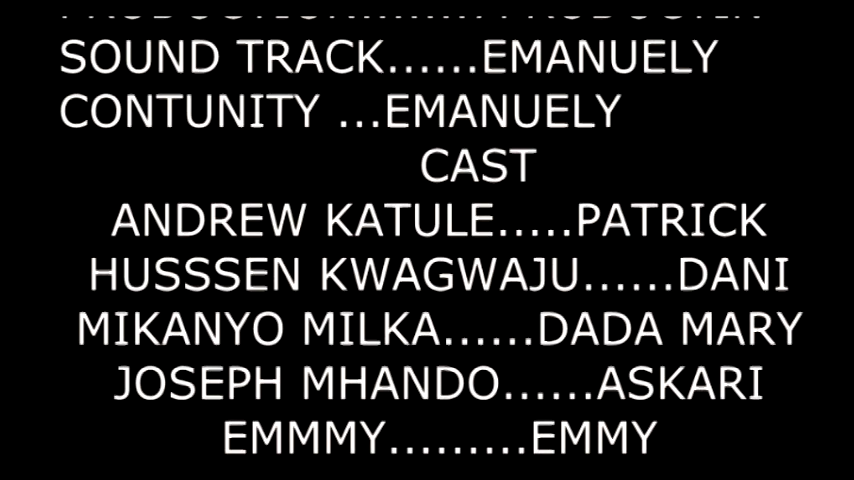 SOUND TRACK......EMANUELY
CONTUNITY ...EMANUELY
CAST
ANDREW KATULE.....PATRICK
HUSSSEN KWAGWAJU......DANI
MIKANYO MILKA......DADA MARY
JOSEPH MHANDO......ASKARI
EMMMY.........EMMY